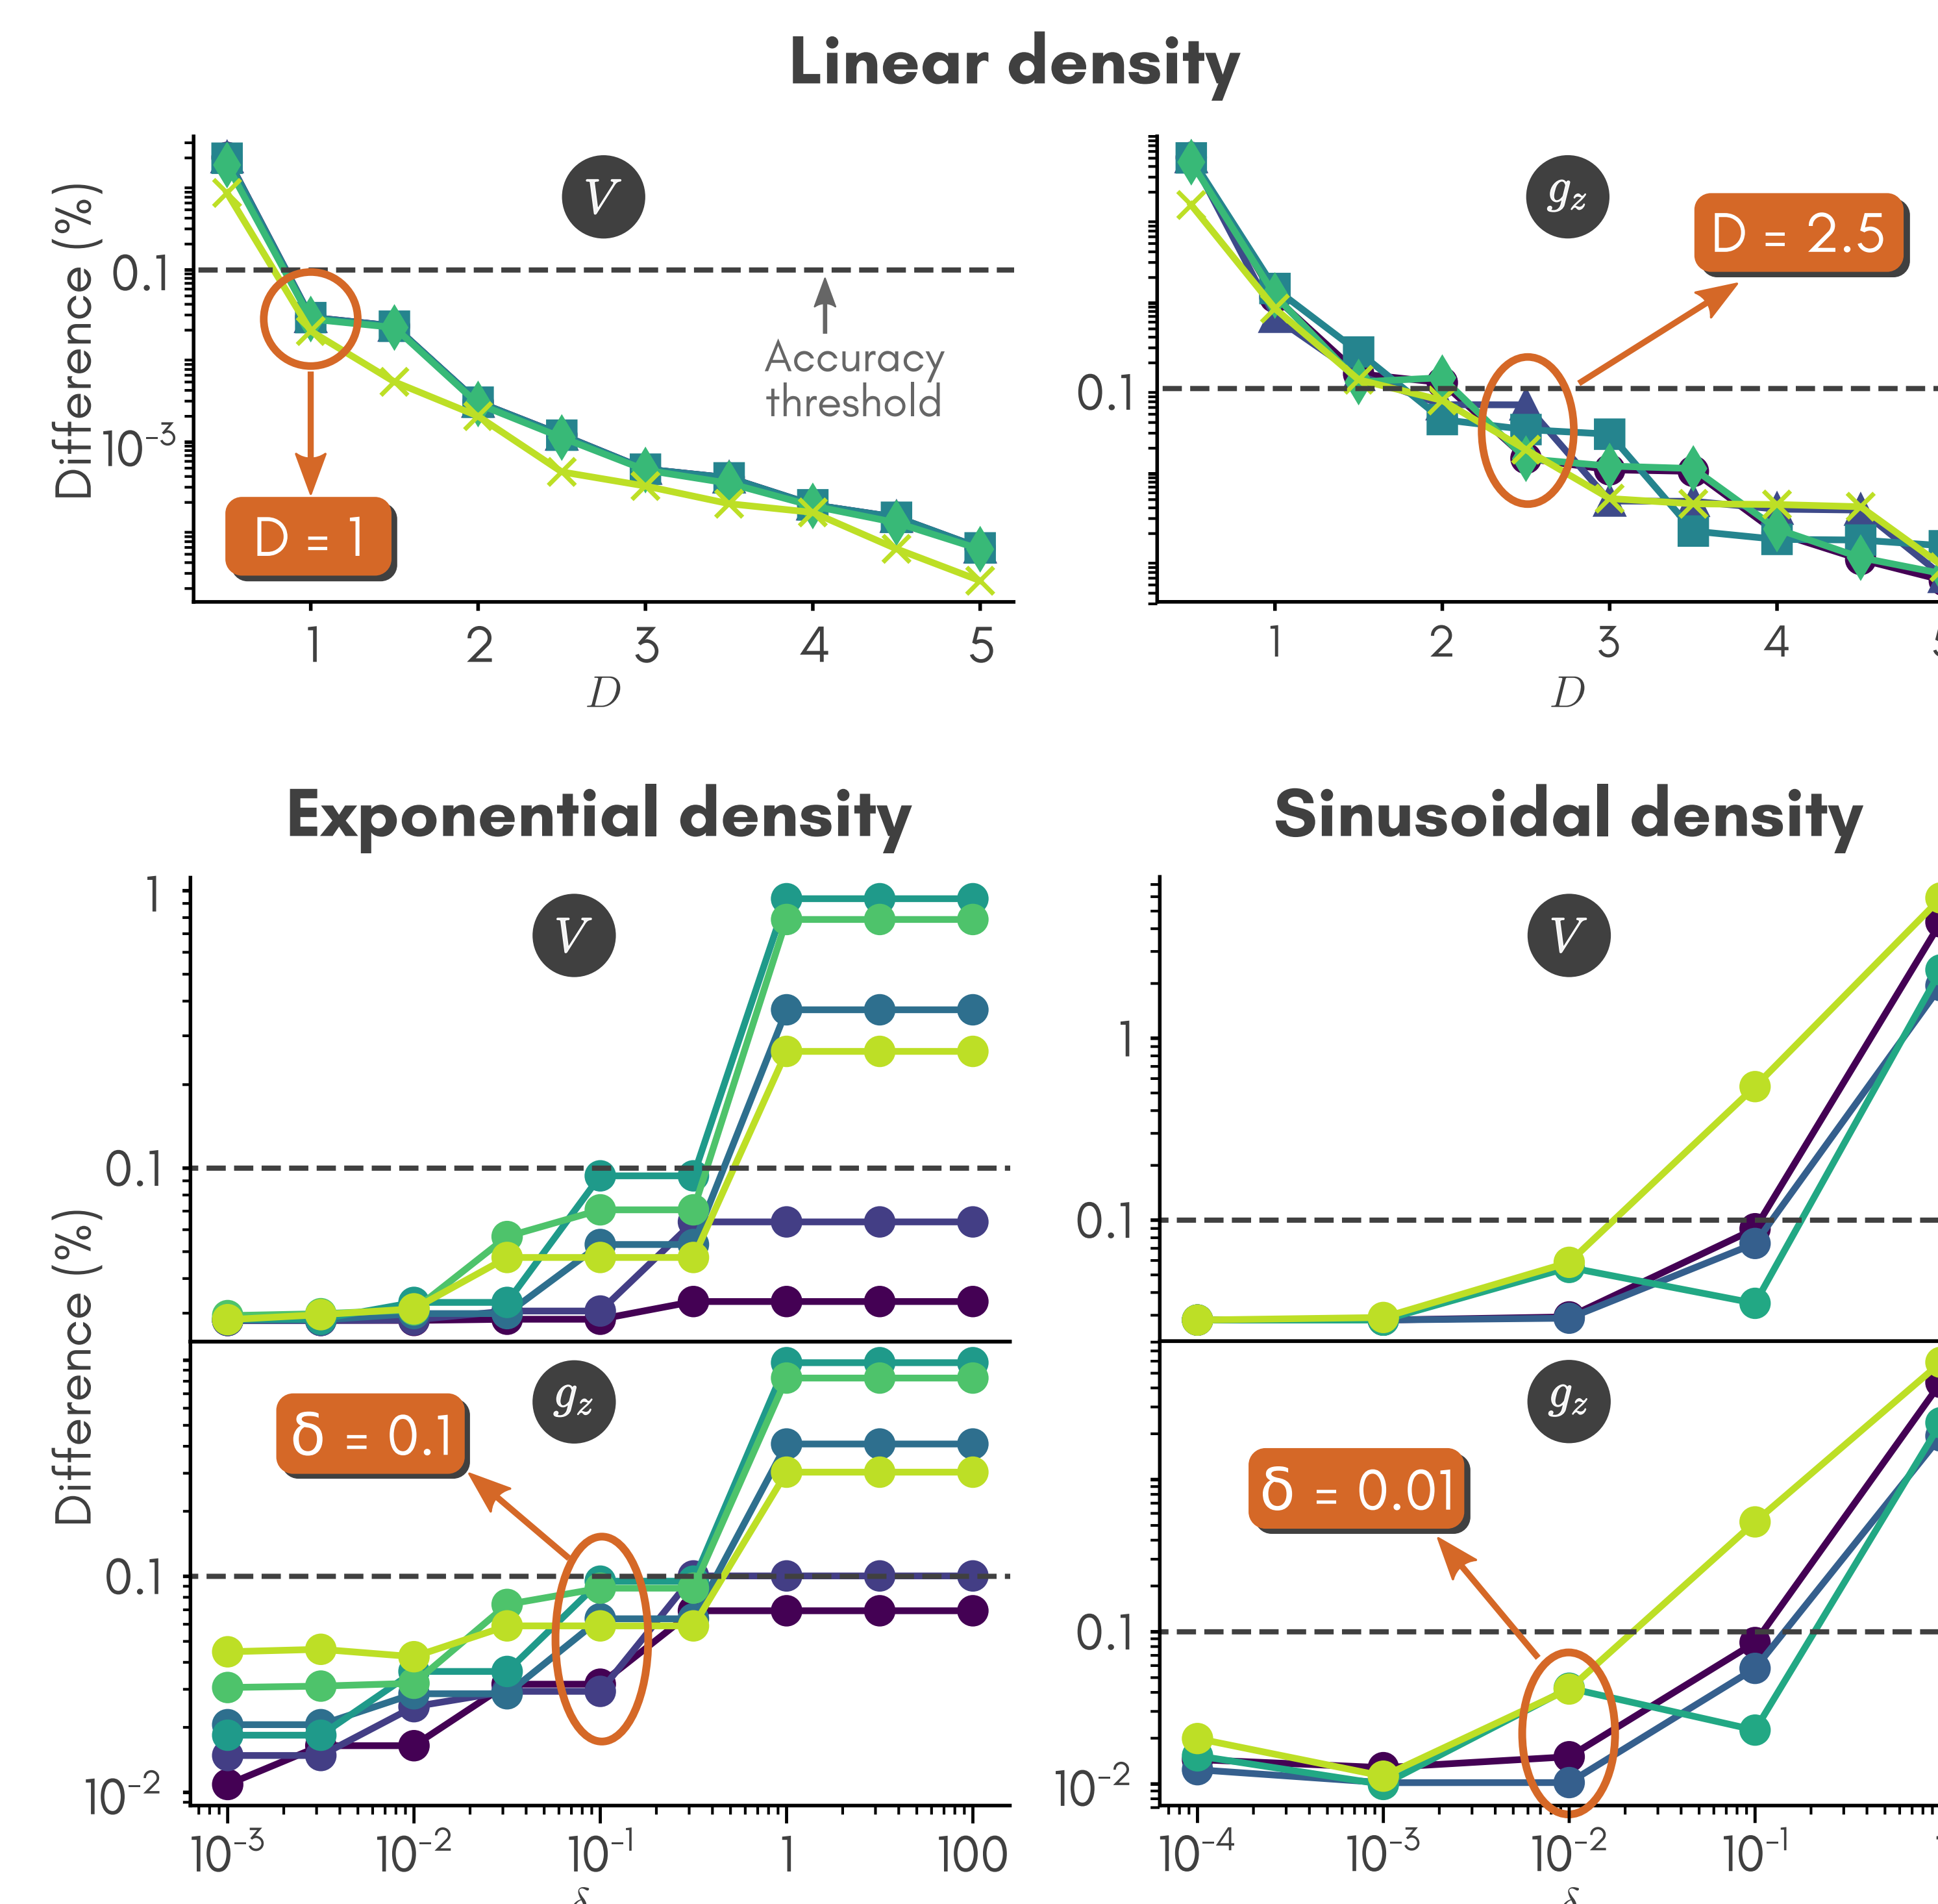 Linear density
Difference (%)
0.1
10⁻³
V
Accuracy
threshold
D = 1
1 2 3 4 5
D
0.1
g_z
D = 2.5
1 2 3 4
D
Exponential density
Difference (%)
1
0.1
V
g_z
δ = 0.1
0.1
10⁻²
10⁻³ 10⁻² 10⁻¹ 1 100
Sinusoidal density
1
0.1
V
g_z
δ = 0.01
0.1
10⁻²
10⁻⁴ 10⁻³ 10⁻² 10⁻¹